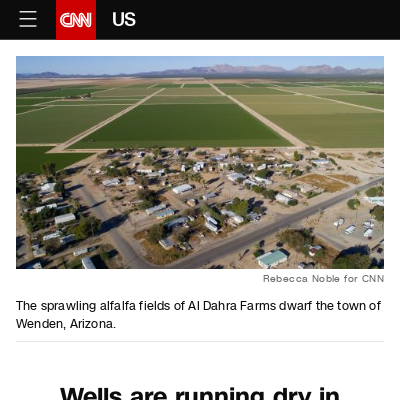 CNN US
Rebecca Noble for CNN
The sprawling alfalfa fields of Al Dahra Farms dwarf the town of
Wenden, Arizona.
Wells are running dry in